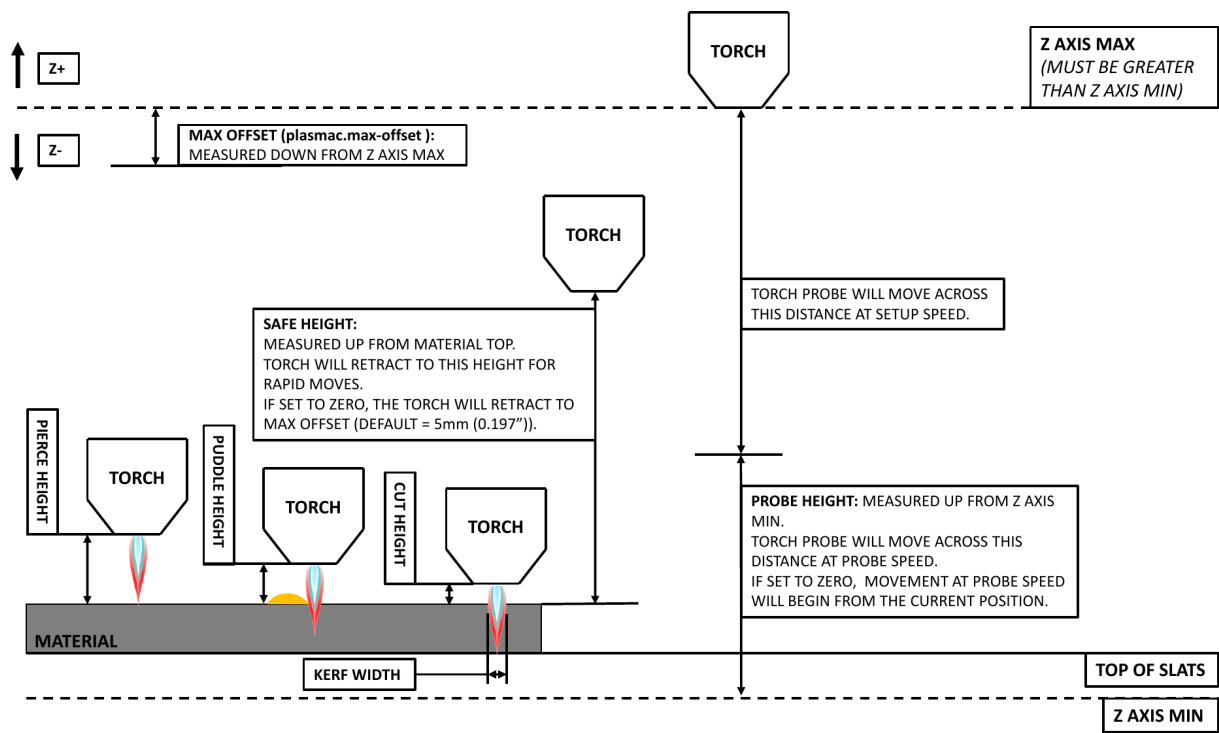 TORCH
Z AXIS MAX
(MUST BE GREATER
THAN Z AXIS MIN)
Z+
MAX OFFSET (plasmac.max-offset ):
MEASURED DOWN FROM Z AXIS MAX
Z-
TORCH
TORCH PROBE WILL MOVE ACROSS
THIS DISTANCE AT SETUP SPEED.
SAFE HEIGHT:
MEASURED UP FROM MATERIAL TOP.
TORCH WILL RETRACT TO THIS HEIGHT FOR
RAPID MOVES.
IF SET TO ZERO, THE TORCH WILL RETRACT TO
MAX OFFSET (DEFAULT = 5mm (0.197”)).
PIERCE HEIGHT
TORCH
PUDDLE HEIGHT
TORCH
CUT HEIGHT
TORCH
PROBE HEIGHT: MEASURED UP FROM Z AXIS
MIN.
TORCH PROBE WILL MOVE ACROSS THIS
DISTANCE AT PROBE SPEED.
IF SET TO ZERO, MOVEMENT AT PROBE SPEED
WILL BEGIN FROM THE CURRENT POSITION.
MATERIAL
KERF WIDTH
TOP OF SLATS
Z AXIS MIN